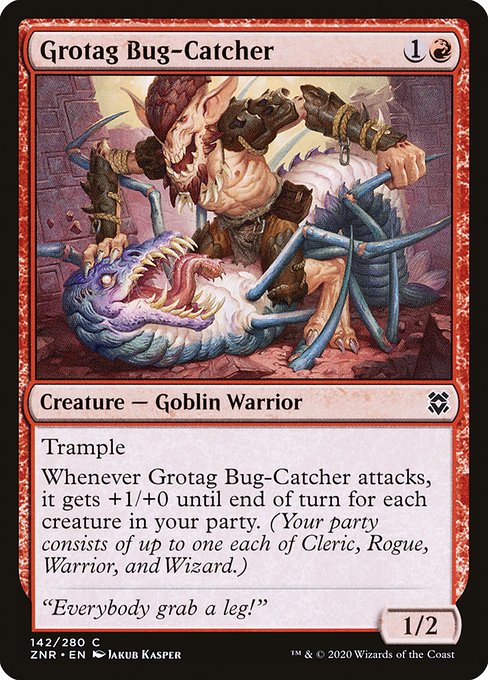 Grotag Bug-Catcher 1
Creature — Goblin Warrior
Trample
Whenever Grotag Bug-Catcher attacks,
it gets +1/+0 until end of turn for each
creature in your party. (Your party
consists of up to one each of Cleric, Rogue,
Warrior, and Wizard.)
“Everybody grab a leg!”
1/2
142/280 C
ZNR • EN Jakub Kasper
™ & © 2020 Wizards of the Coast